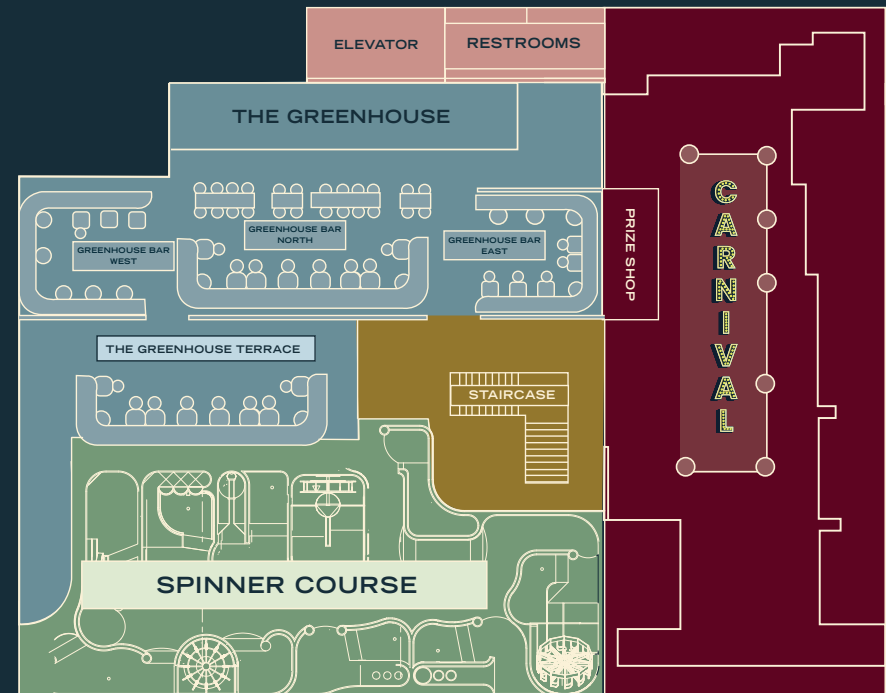 ELEVATOR
RESTROOMS
THE GREENHOUSE
GREENHOUSE BAR
NORTH
GREENHOUSE BAR
WEST
GREENHOUSE BAR
EAST
PRIZE SHOP
CARNIVAL
THE GREENHOUSE TERRACE
STAIRCASE
SPINNER COURSE